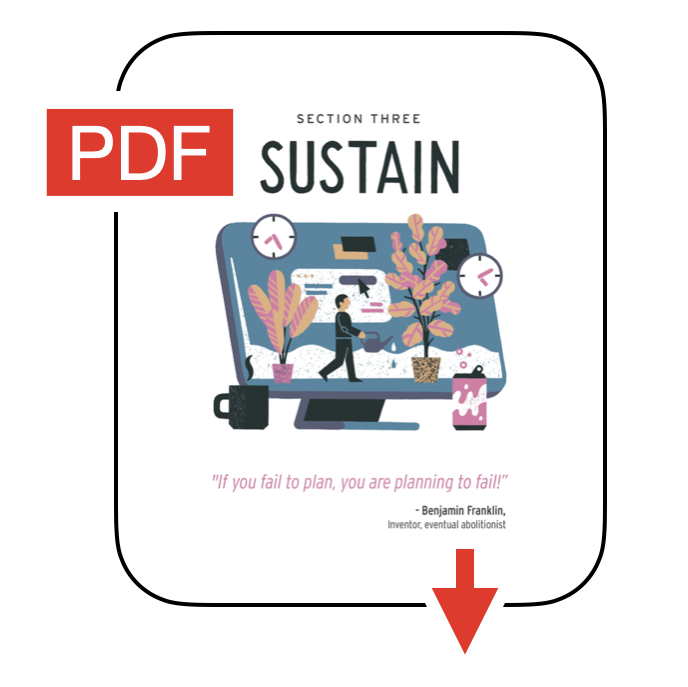 SECTION THREE
PDF
SUSTAIN
"If you fail to plan, you are planning to fail!"
- Benjamin Franklin,
Inventor, eventual abolitionist